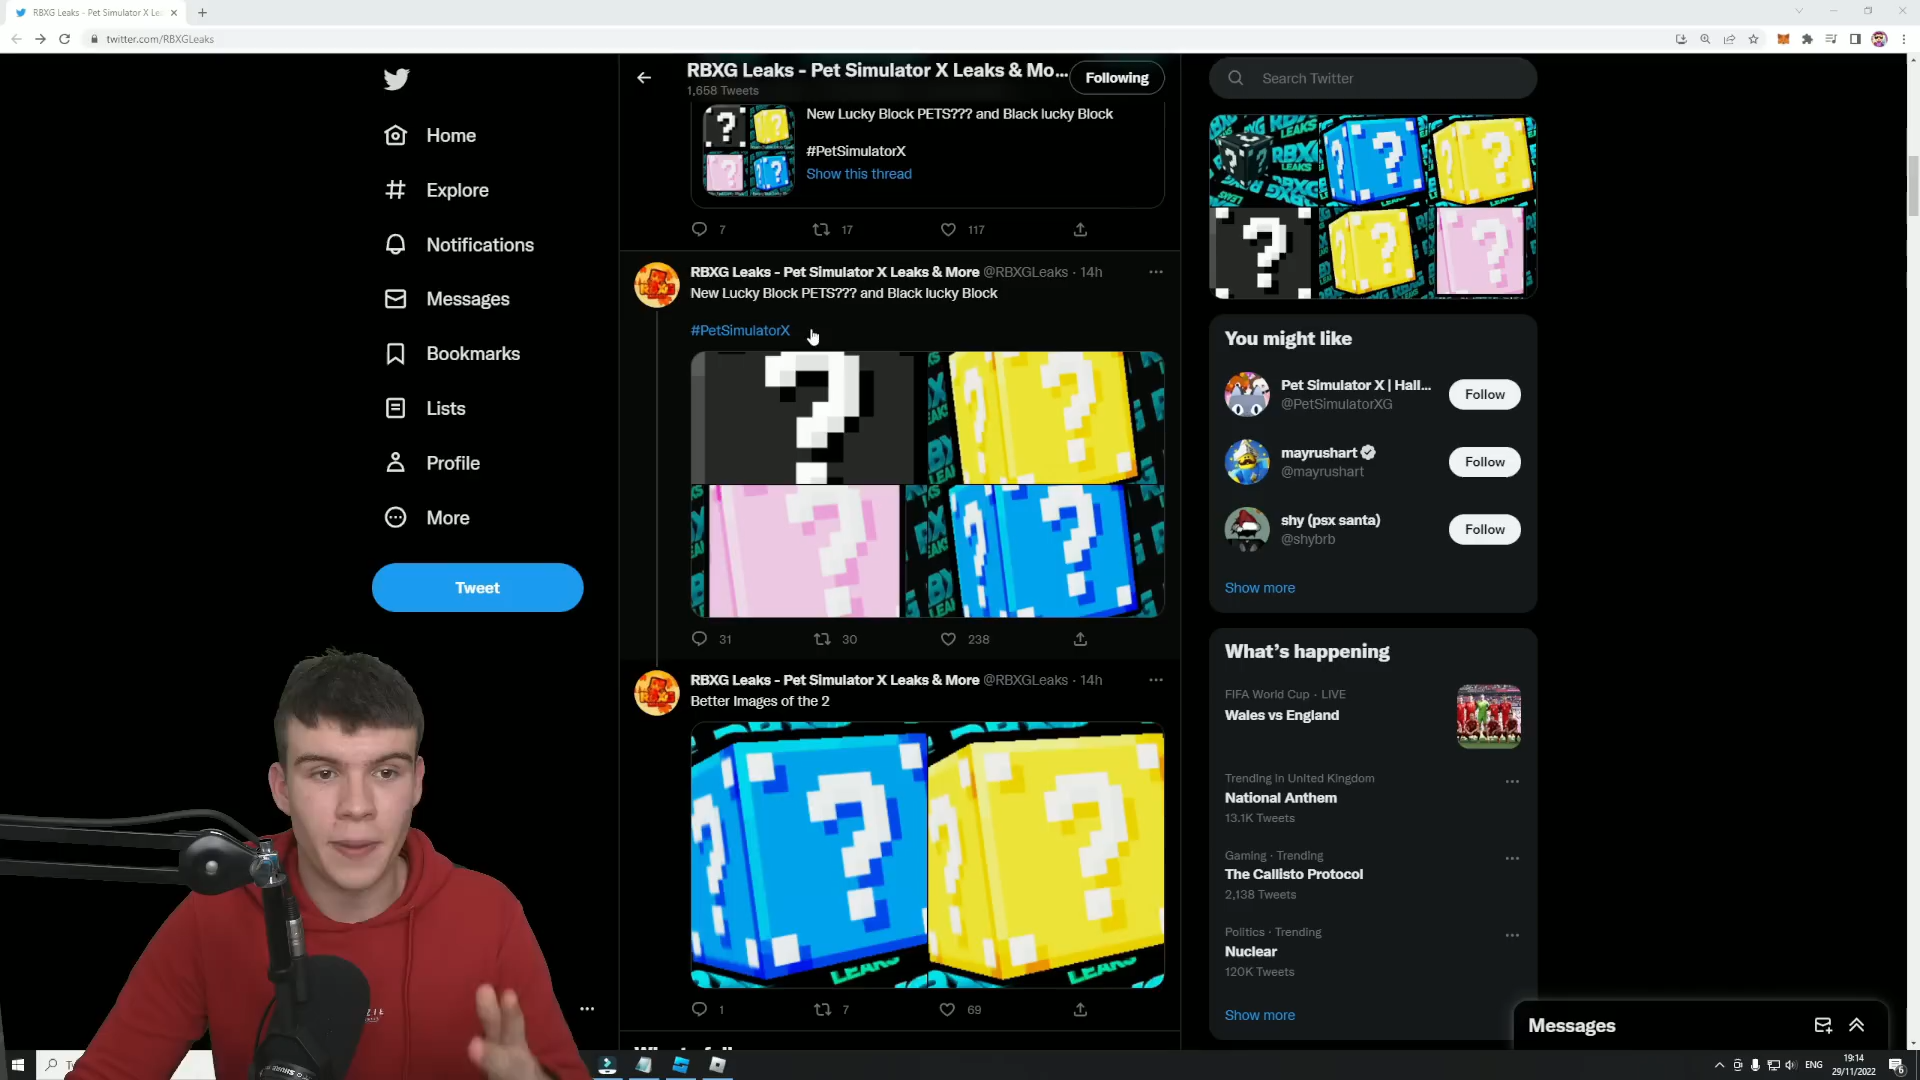 RBXG Leaks - Pet Simulator X Lea
twitter.com/RBXGLeaks
Home
Explore
Notifications
Messages
Bookmarks
Lists
Profile
More
Tweet
RBXG Leaks - Pet Simulator X Leaks & Mo...
1,658 Tweets
Following
New Lucky Block PETS??? and Black lucky Block
#PetSimulatorX
Show this thread
7 17 117
RBXG Leaks - Pet Simulator X Leaks & More @RBXGLeaks · 14h
New Lucky Block PETS??? and Black lucky Block
#PetSimulatorX
31 30 238
RBXG Leaks - Pet Simulator X Leaks & More @RBXGLeaks · 14h
Better Images of the 2
LEAKS
LEAKS
1 7 69
Search Twitter
RBXG
LEAKS
You might like
Pet Simulator X | Hall...
@PetSimulatorXG
Follow
mayrushart
@mayrushart
Follow
shy (psx santa)
@shybrb
Follow
Show more
What's happening
FIFA World Cup · LIVE
Wales vs England
Trending in United Kingdom
National Anthem
13.1K Tweets
Gaming · Trending
The Callisto Protocol
2,138 Tweets
Politics · Trending
Nuclear
120K Tweets
Show more
Messages
ENG
19:14
29/11/2022